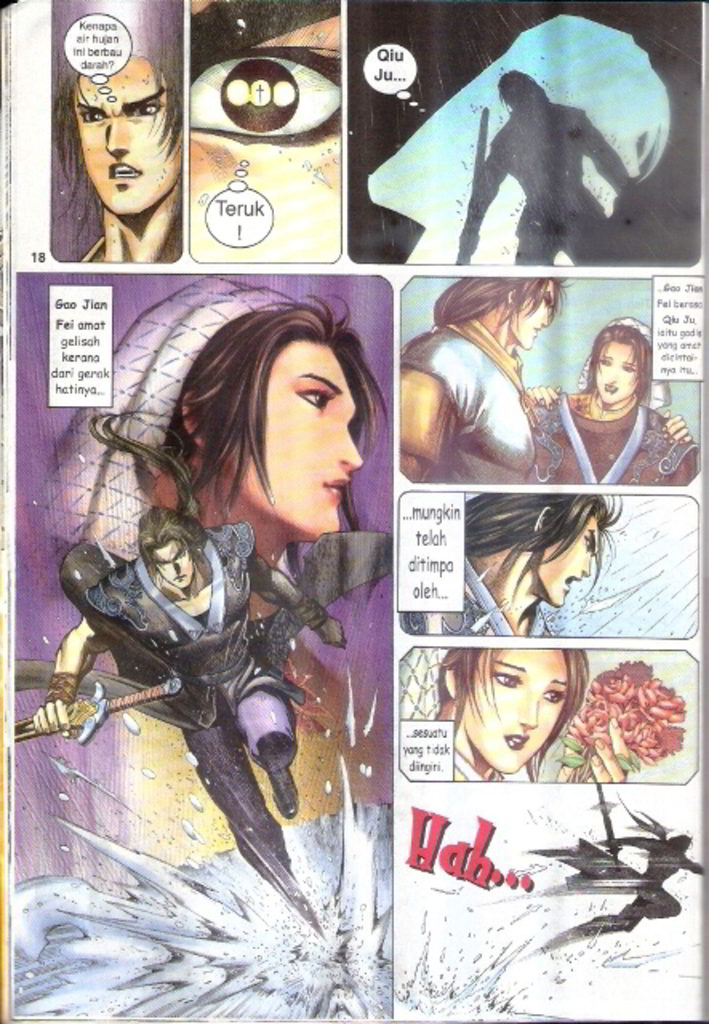 Kenapa
air hujan
ini berbau
darah?
Teruk
!
Qiu
Ju...
18
Gao Jian
Fei amat
gelisah
kerana
dari gerak
hatinya,..
...Gao Jian
Fei berasa
Qiu Ju,
iaitu gadis
yang amat
dicintai-
nya itu...
...mungkin
telah
ditimpa
oleh...
...sesuatu
yang tidak
diingini.
Hah...